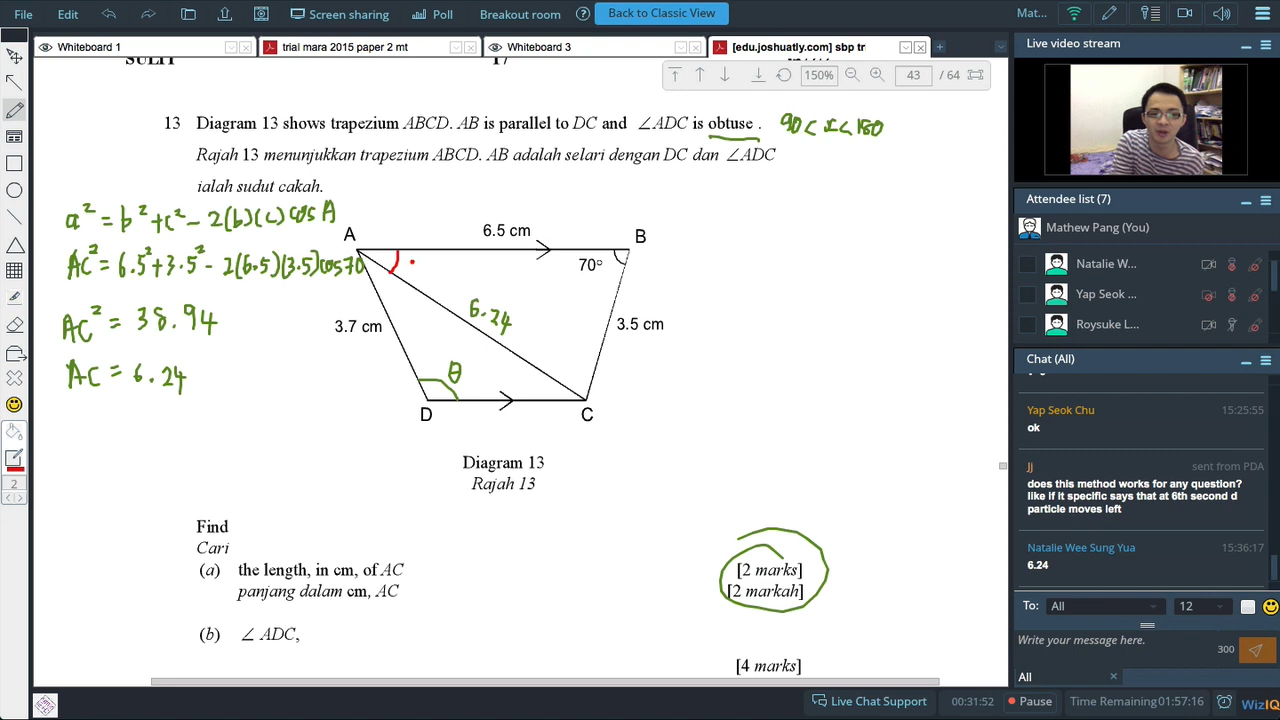 File Edit Screen sharing Poll Breakout room ? Back to Classic View Mat...
Whiteboard 1 trial mara 2015 paper 2 mt Whiteboard 3 [edu.joshuatly.com] sbp tr
Live video stream
SULIT 17
150% 43 / 64
13 Diagram 13 shows trapezium ABCD. AB is parallel to DC and ∠ADC is obtuse . 90 < x < 180
Rajah 13 menunjukkan trapezium ABCD. AB adalah selari dengan DC dan ∠ADC
ialah sudut cakah.
a² = b² + c² - 2(b)(c) cos A
AC² = 6.5² + 3.5² - 2(6.5)(3.5)cos70
AC² = 38.94
AC = 6.24
A 6.5 cm B
70°
6.24
3.7 cm 3.5 cm
θ
D C
Diagram 13
Rajah 13
Find
Cari
(a) the length, in cm, of AC [2 marks]
panjang dalam cm, AC [2 markah]
(b) ∠ ADC,
[4 marks]
2
Attendee list (7)
Mathew Pang (You)
Natalie W...
Yap Seok ...
Roysuke L...
Chat (All)
Yap Seok Chu 15:25:55
ok
Jj sent from PDA
does this method works for any question?
like if it specific says that at 6th second d
particle moves left
Natalie Wee Sung Yua 15:36:17
6.24
To: All 12
Write your message here.
300
All
Live Chat Support 00:31:52 Pause Time Remaining 01:57:16 WizIQ